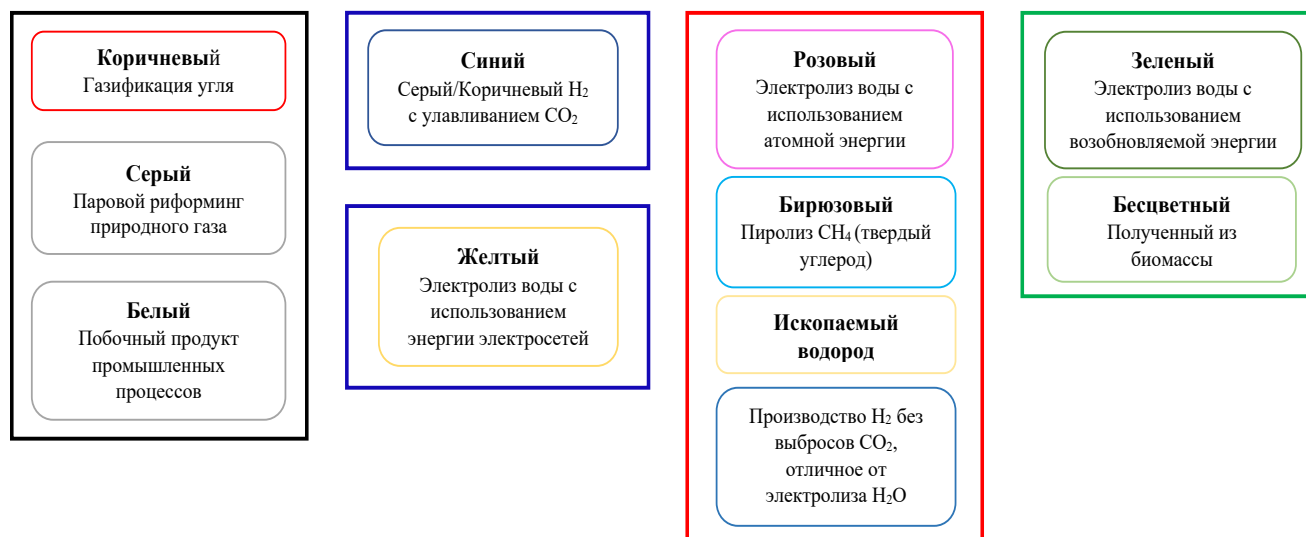 Коричневый
Газификация угля
Серый
Паровой риформинг
природного газа
Белый
Побочный продукт
промышленных
процессов
Синий
Серый/Коричневый H₂
с улавливанием CO₂
Желтый
Электролиз воды с
использованием
энергии электросетей
Розовый
Электролиз воды с
использованием
атомной энергии
Бирюзовый
Пиролиз CH₄ (твердый
углерод)
Ископаемый
водород
Производство H₂ без
выбросов CO₂,
отличное от
электролиза H₂O
Зеленый
Электролиз воды с
использованием
возобновляемой энергии
Бесцветный
Полученный из
биомассы